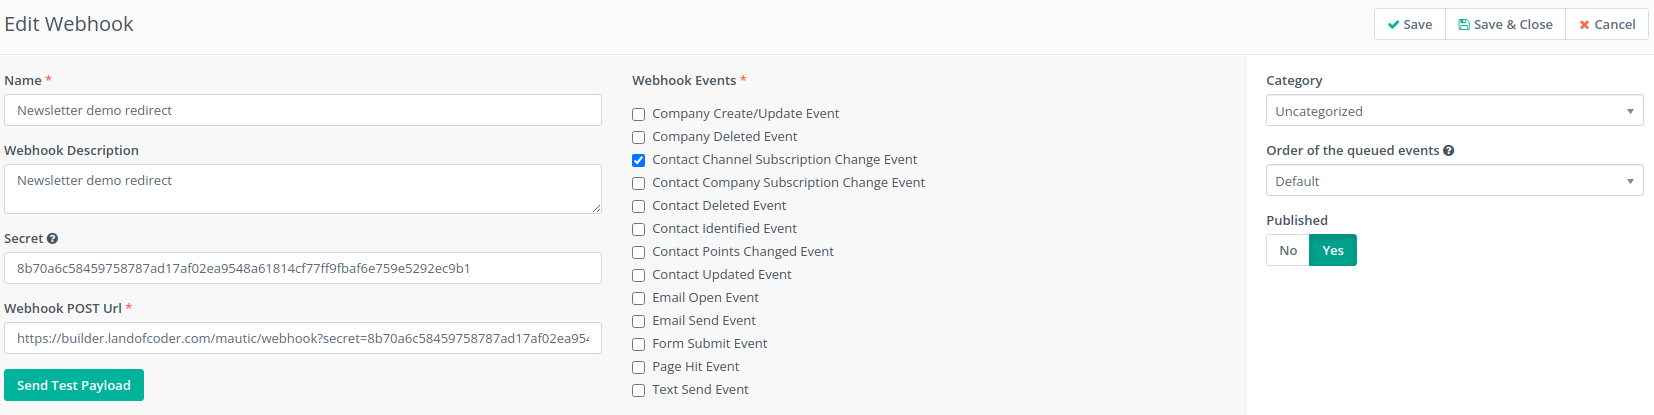 Edit Webhook
Save
Save & Close
Cancel
Name *
Newsletter demo redirect
Webhook Description
Newsletter demo redirect
Secret
8b70a6c58459758787ad17af02ea9548a61814cf77ff9fbaf6e759e5292ec9b1
Webhook POST Url *
https://builder.landofcoder.com/mautic/webhook?secret=8b70a6c58459758787ad17af02ea954
Send Test Payload
Webhook Events *
Company Create/Update Event
Company Deleted Event
Contact Channel Subscription Change Event
Contact Company Subscription Change Event
Contact Deleted Event
Contact Identified Event
Contact Points Changed Event
Contact Updated Event
Email Open Event
Email Send Event
Form Submit Event
Page Hit Event
Text Send Event
Category
Uncategorized
Order of the queued events
Default
Published
No
Yes